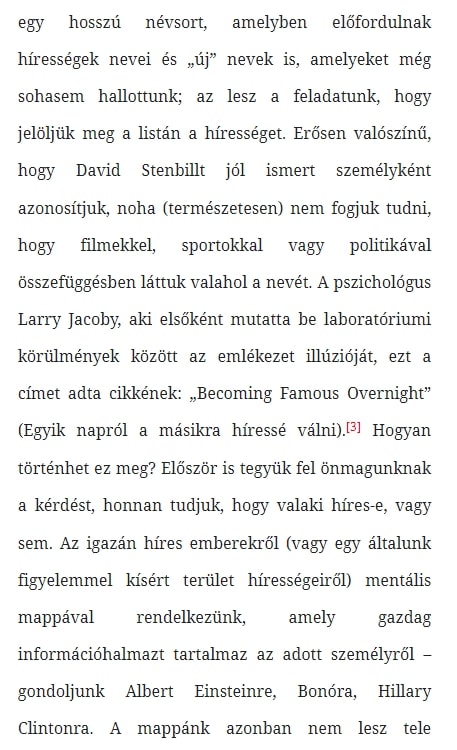 egy hosszú névsort, amelyben előfordulnak
hírességek nevei és „új” nevek is, amelyeket még
sohasem hallottunk; az lesz a feladatunk, hogy
jelöljük meg a listán a hírességet. Erősen valószínű,
hogy David Stenbillt jól ismert személyként
azonosítjuk, noha (természetesen) nem fogjuk tudni,
hogy filmekkel, sportokkal vagy politikával
összefüggésben láttuk valahol a nevét. A pszichológus
Larry Jacoby, aki elsőként mutatta be laboratóriumi
körülmények között az emlékezet illúzióját, ezt a
címet adta cikkének: „Becoming Famous Overnight”
(Egyik napról a másikra híressé válni).[3] Hogyan
történhet ez meg? Először is tegyük fel önmagunknak
a kérdést, honnan tudjuk, hogy valaki híres-e, vagy
sem. Az igazán híres emberekről (vagy egy általunk
figyelemmel kísért terület hírességeiről) mentális
mappával rendelkezünk, amely gazdag
információhalmazt tartalmaz az adott személyről –
gondoljunk Albert Einsteinre, Bonóra, Hillary
Clintonra. A mappánk azonban nem lesz tele